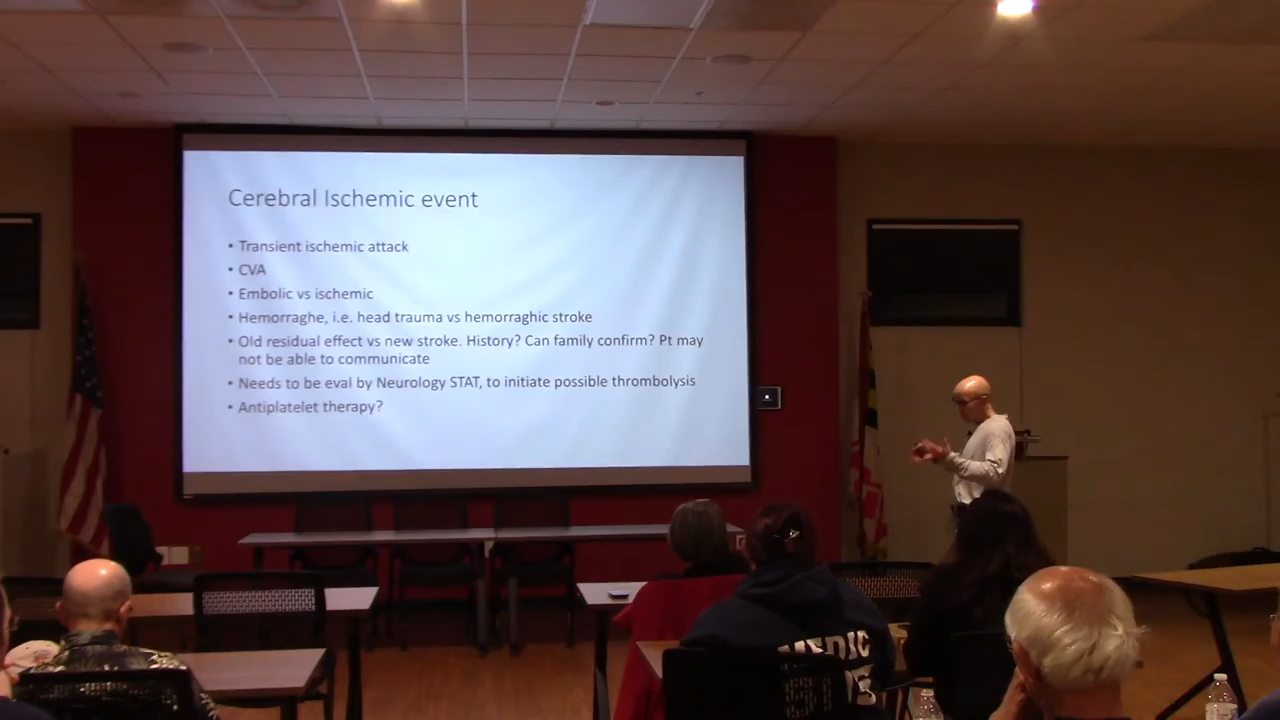 Cerebral Ischemic event
• Transient ischemic attack
• CVA
• Embolic vs ischemic
• Hemorraghe, i.e. head trauma vs hemorraghic stroke
• Old residual effect vs new stroke. History? Can family confirm? Pt may
not be able to communicate
• Needs to be eval by Neurology STAT, to initiate possible thrombolysis
• Antiplatelet therapy?
MEDIC